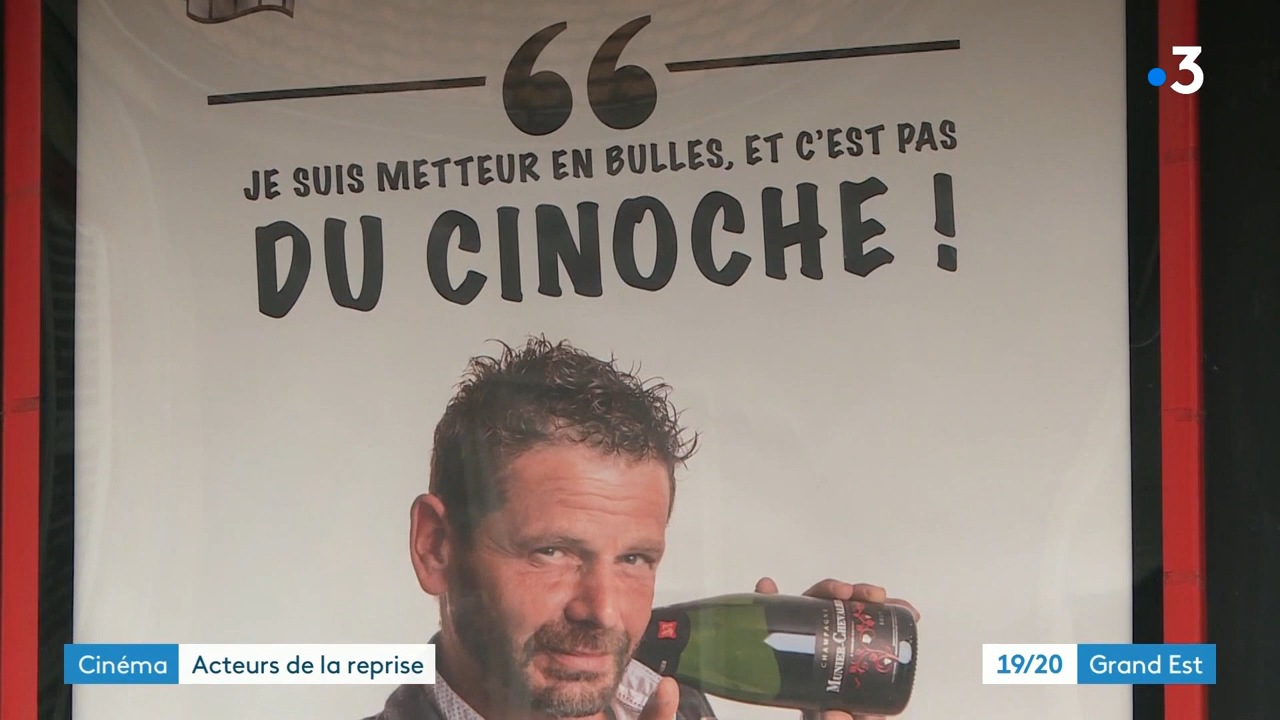 3
JE SUIS METTEUR EN BULLES, ET C'EST PAS
DU CINOCHE !
CHAMPAGNE
MUNIER-CHEVALIER
Cinéma Acteurs de la reprise
19/20 Grand Est